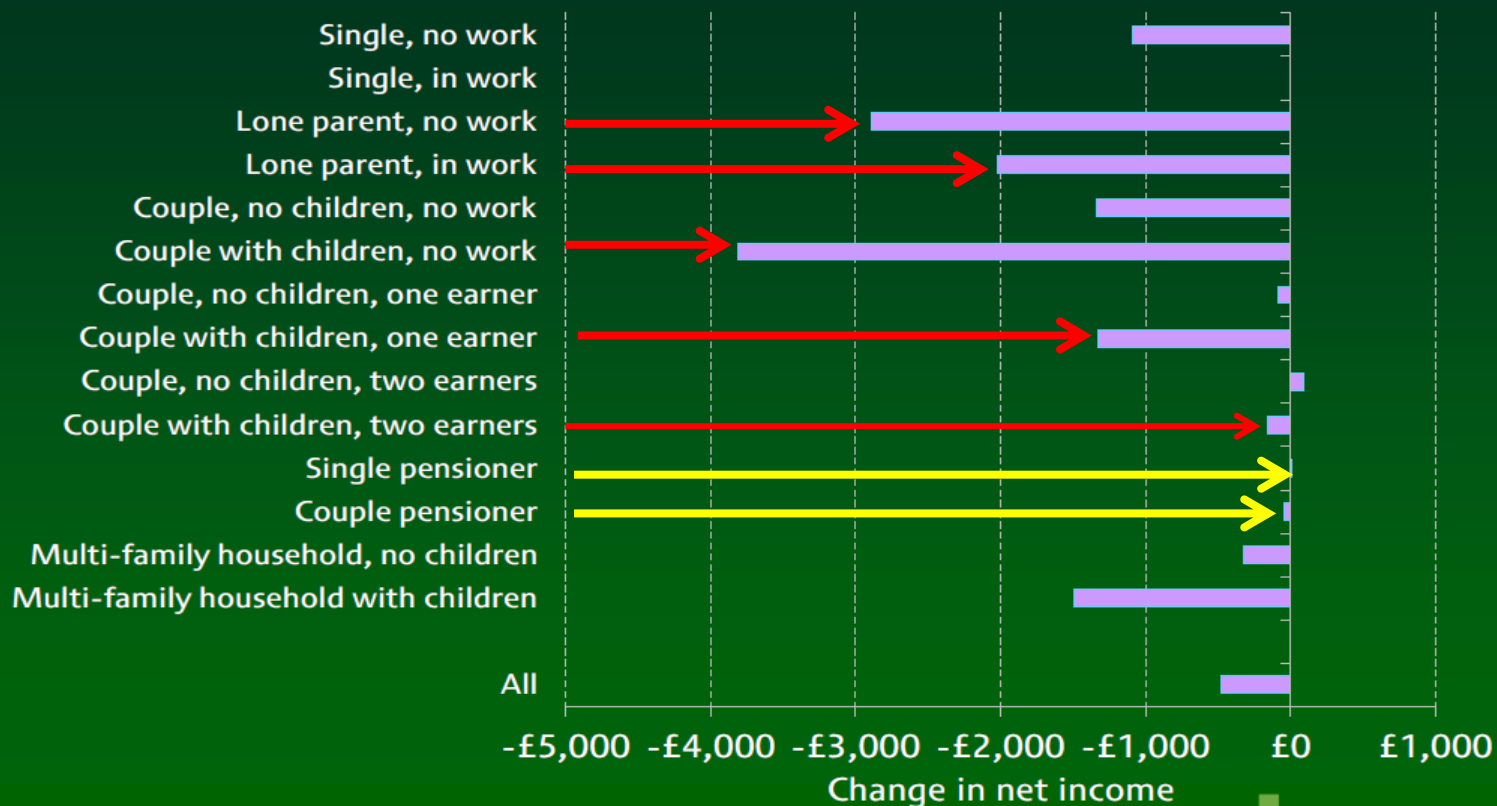 Single, no work
Single, in work
Lone parent, no work
Lone parent, in work
Couple, no children, no work
Couple with children, no work
Couple, no children, one earner
Couple with children, one earner
Couple, no children, two earners
Couple with children, two earners
Single pensioner
Couple pensioner
Multi-family household, no children
Multi-family household with children
All
-£5,000 -£4,000 -£3,000 -£2,000 -£1,000 £0 £1,000
Change in net income